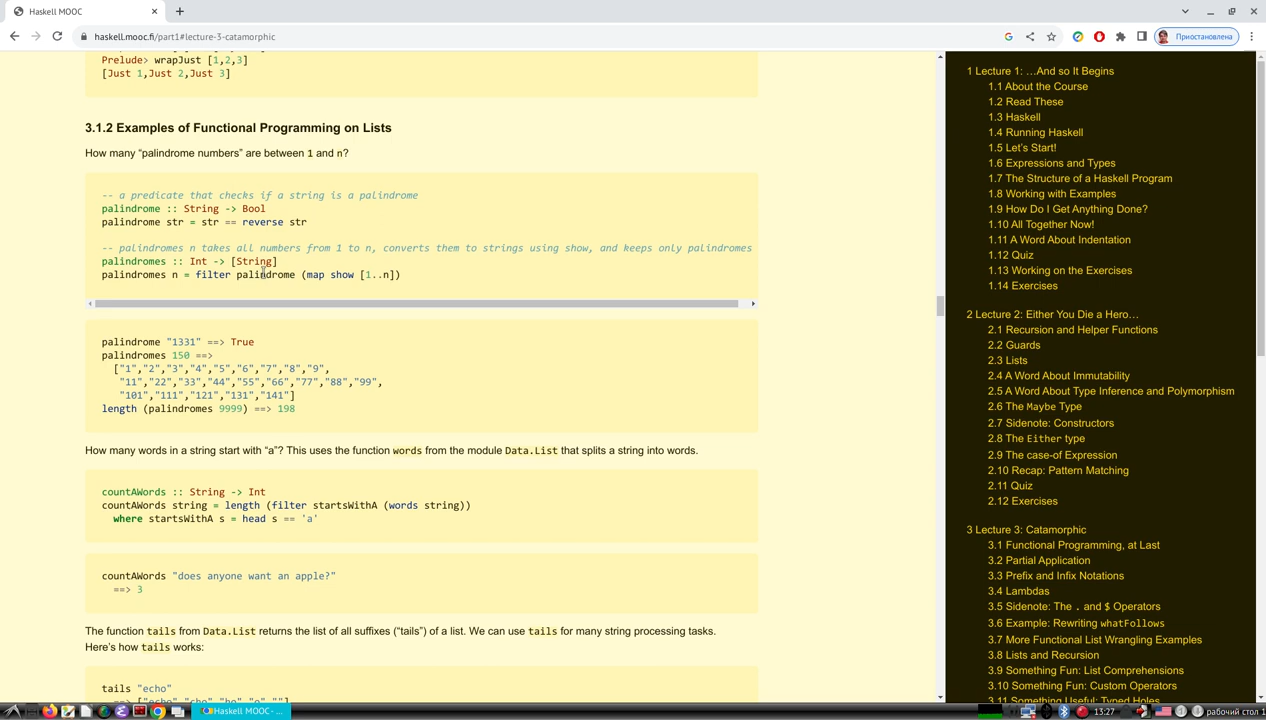 Haskell MOOC
haskell.mooc.fi/part1#lecture-3-catamorphic
Приостановлена
Prelude> wrapJust [1,2,3]
[Just 1,Just 2,Just 3]
3.1.2 Examples of Functional Programming on Lists
How many “palindrome numbers” are between 1 and n?
-- a predicate that checks if a string is a palindrome
palindrome :: String -> Bool
palindrome str = str == reverse str
-- palindromes n takes all numbers from 1 to n, converts them to strings using show, and keeps only palindromes
palindromes :: Int -> [String]
palindromes n = filter palindrome (map show [1..n])
palindrome "1331" ==> True
palindromes 150 ==>
["1","2","3","4","5","6","7","8","9",
"11","22","33","44","55","66","77","88","99",
"101","111","121","131","141"]
length (palindromes 9999) ==> 198
How many words in a string start with “a”? This uses the function words from the module Data.List that splits a string into words.
countAWords :: String -> Int
countAWords string = length (filter startsWithA (words string))
where startsWithA s = head s == 'a'
countAWords "does anyone want an apple?"
==> 3
The function tails from Data.List returns the list of all suffixes (“tails”) of a list. We can use tails for many string processing tasks.
Here’s how tails works:
tails "echo"
1 Lecture 1: …And so It Begins
1.1 About the Course
1.2 Read These
1.3 Haskell
1.4 Running Haskell
1.5 Let’s Start!
1.6 Expressions and Types
1.7 The Structure of a Haskell Program
1.8 Working with Examples
1.9 How Do I Get Anything Done?
1.10 All Together Now!
1.11 A Word About Indentation
1.12 Quiz
1.13 Working on the Exercises
1.14 Exercises
2 Lecture 2: Either You Die a Hero…
2.1 Recursion and Helper Functions
2.2 Guards
2.3 Lists
2.4 A Word About Immutability
2.5 A Word About Type Inference and Polymorphism
2.6 The Maybe Type
2.7 Sidenote: Constructors
2.8 The Either type
2.9 The case-of Expression
2.10 Recap: Pattern Matching
2.11 Quiz
2.12 Exercises
3 Lecture 3: Catamorphic
3.1 Functional Programming, at Last
3.2 Partial Application
3.3 Prefix and Infix Notations
3.4 Lambdas
3.5 Sidenote: The . and $ Operators
3.6 Example: Rewriting whatFollows
3.7 More Functional List Wrangling Examples
3.8 Lists and Recursion
3.9 Something Fun: List Comprehensions
3.10 Something Fun: Custom Operators
3.11 Something Useful: Typed Holes
Haskell MOOC - ...
13:27
рабочий стол 1